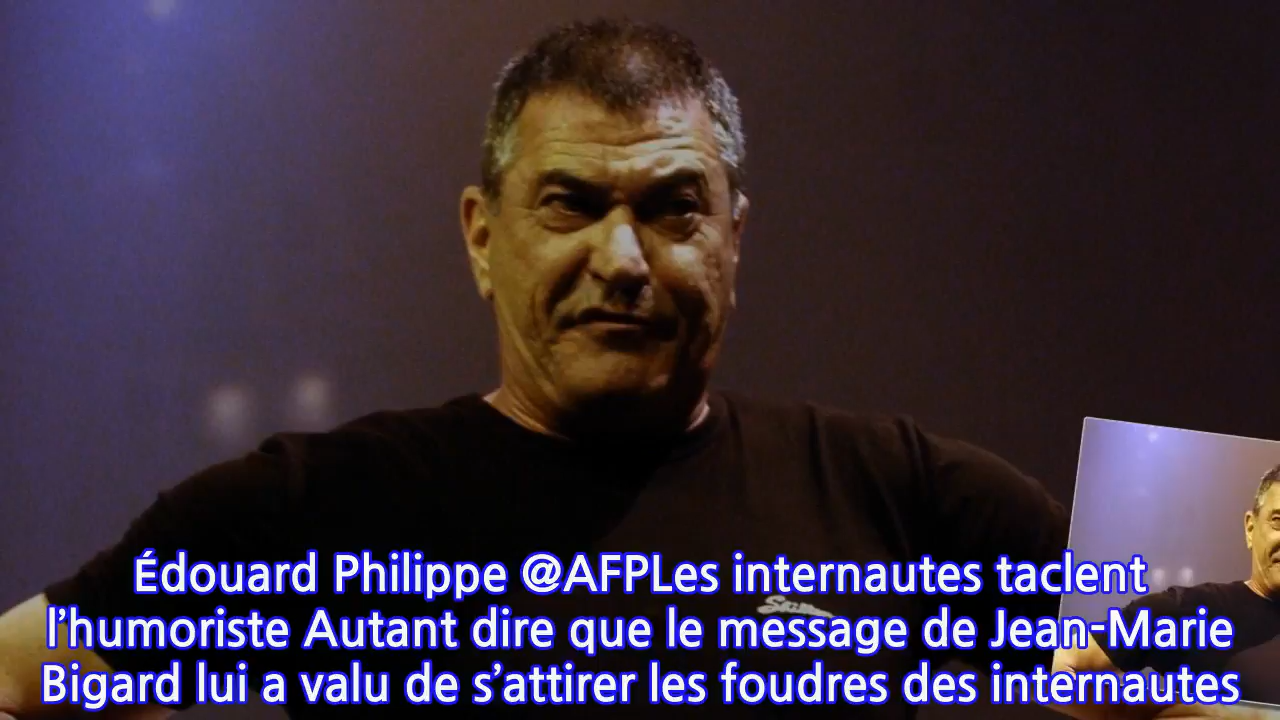 Édouard Philippe @AFPLes internautes taclent
l’humoriste Autant dire que le message de Jean-Marie
Bigard lui a valu de s’attirer les foudres des internautes